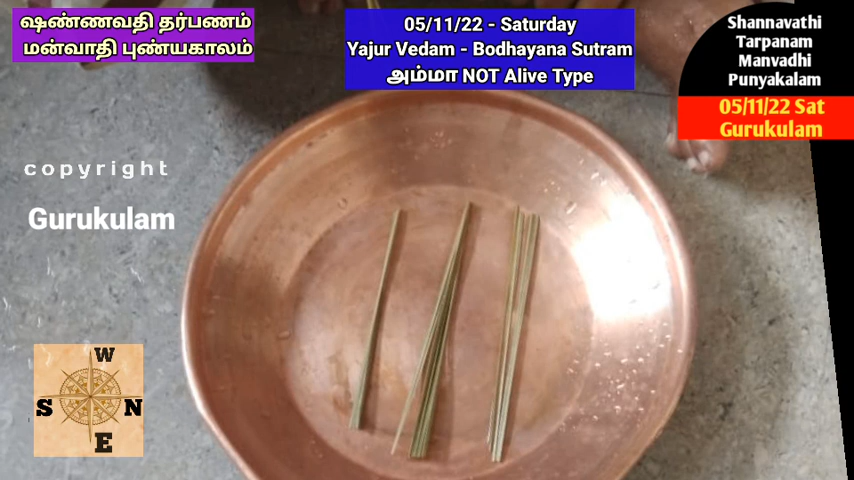 ஷண்ணவதி தர்பணம்
மன்வாதி புண்யகாலம்
05/11/22 - Saturday
Yajur Vedam - Bodhayana Sutram
அம்மா NOT Alive Type
Shannavathi
Tarpanam
Manvadhi
Punyakalam
05/11/22 Sat
Gurukulam
copyright
Gurukulam
W
S N
E